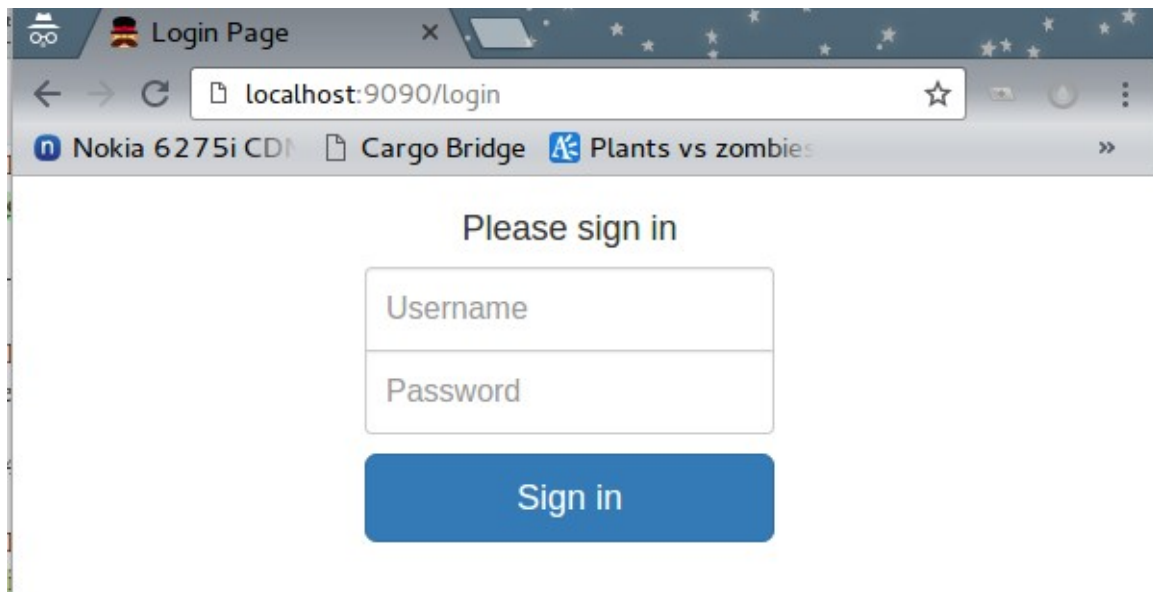 Login Page
localhost:9090/login
Nokia 6275i CDM Cargo Bridge Plants vs zombies
Please sign in
Username
Password
Sign in